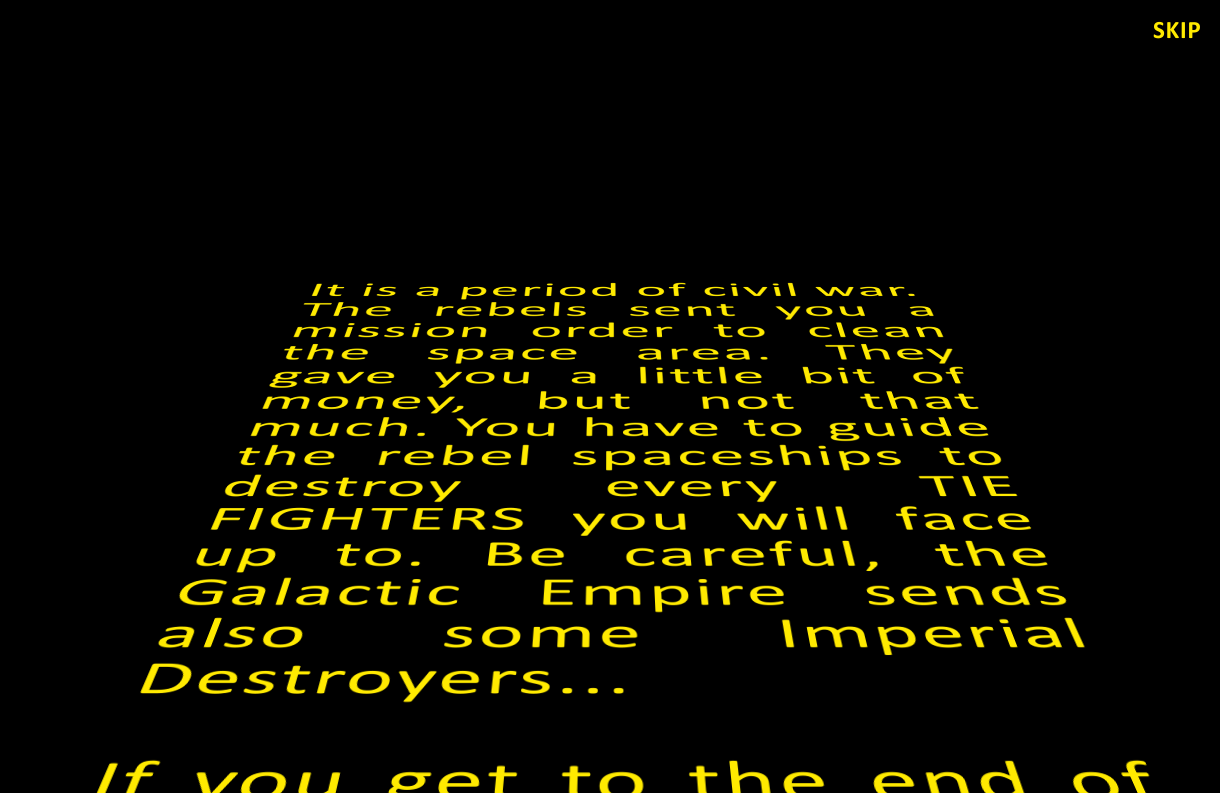 SKIP
It is a period of civil war.
The rebels sent you a
mission order to clean
the space area. They
gave you a little bit of
money, but not that
much. You have to guide
the rebel spaceships to
destroy every TIE
FIGHTERS you will face
up to. Be careful, the
Galactic Empire sends
also some Imperial
Destroyers...
If you get to the end of